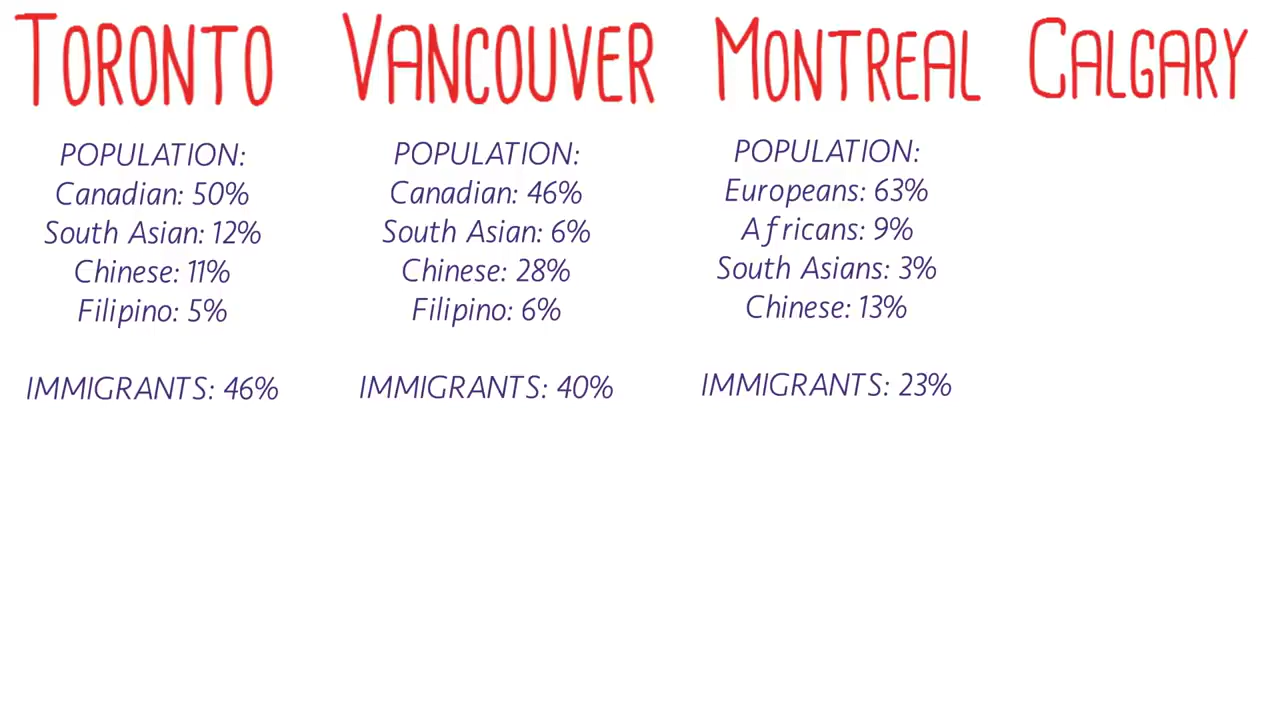 TORONTO
POPULATION:
Canadian: 50%
South Asian: 12%
Chinese: 11%
Filipino: 5%
IMMIGRANTS: 46%
VANCOUVER
POPULATION:
Canadian: 46%
South Asian: 6%
Chinese: 28%
Filipino: 6%
IMMIGRANTS: 40%
MONTREAL
POPULATION:
Europeans: 63%
Africans: 9%
South Asians: 3%
Chinese: 13%
IMMIGRANTS: 23%
CALGARY